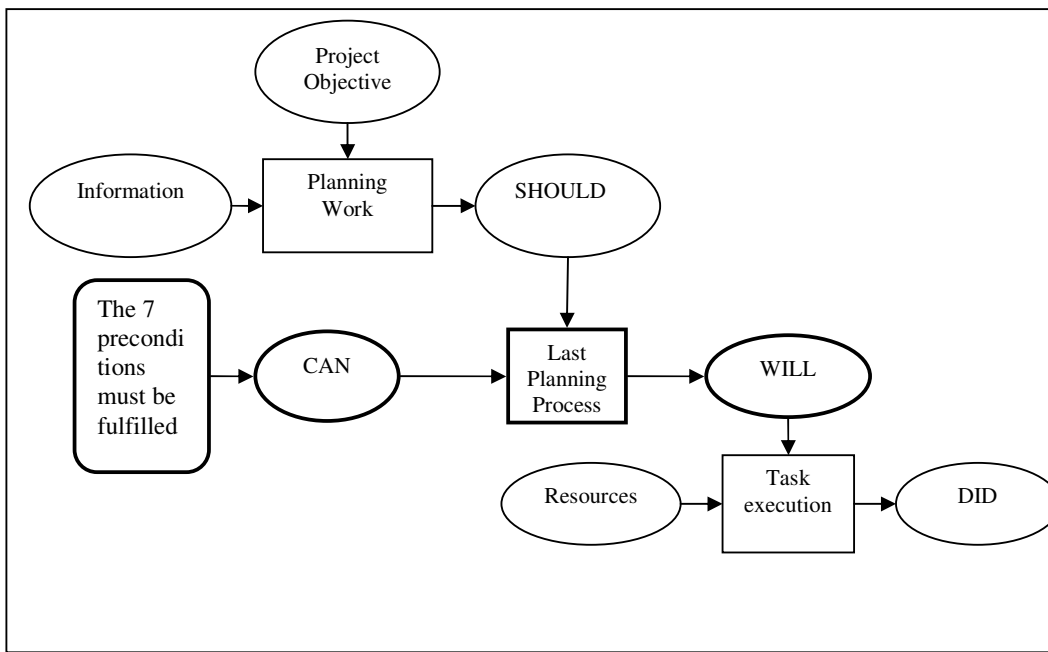 Project
Objective
Information
Planning
Work
SHOULD
The 7
precondi
tions
must be
fulfilled
CAN
Last
Planning
Process
WILL
Resources
Task
execution
DID